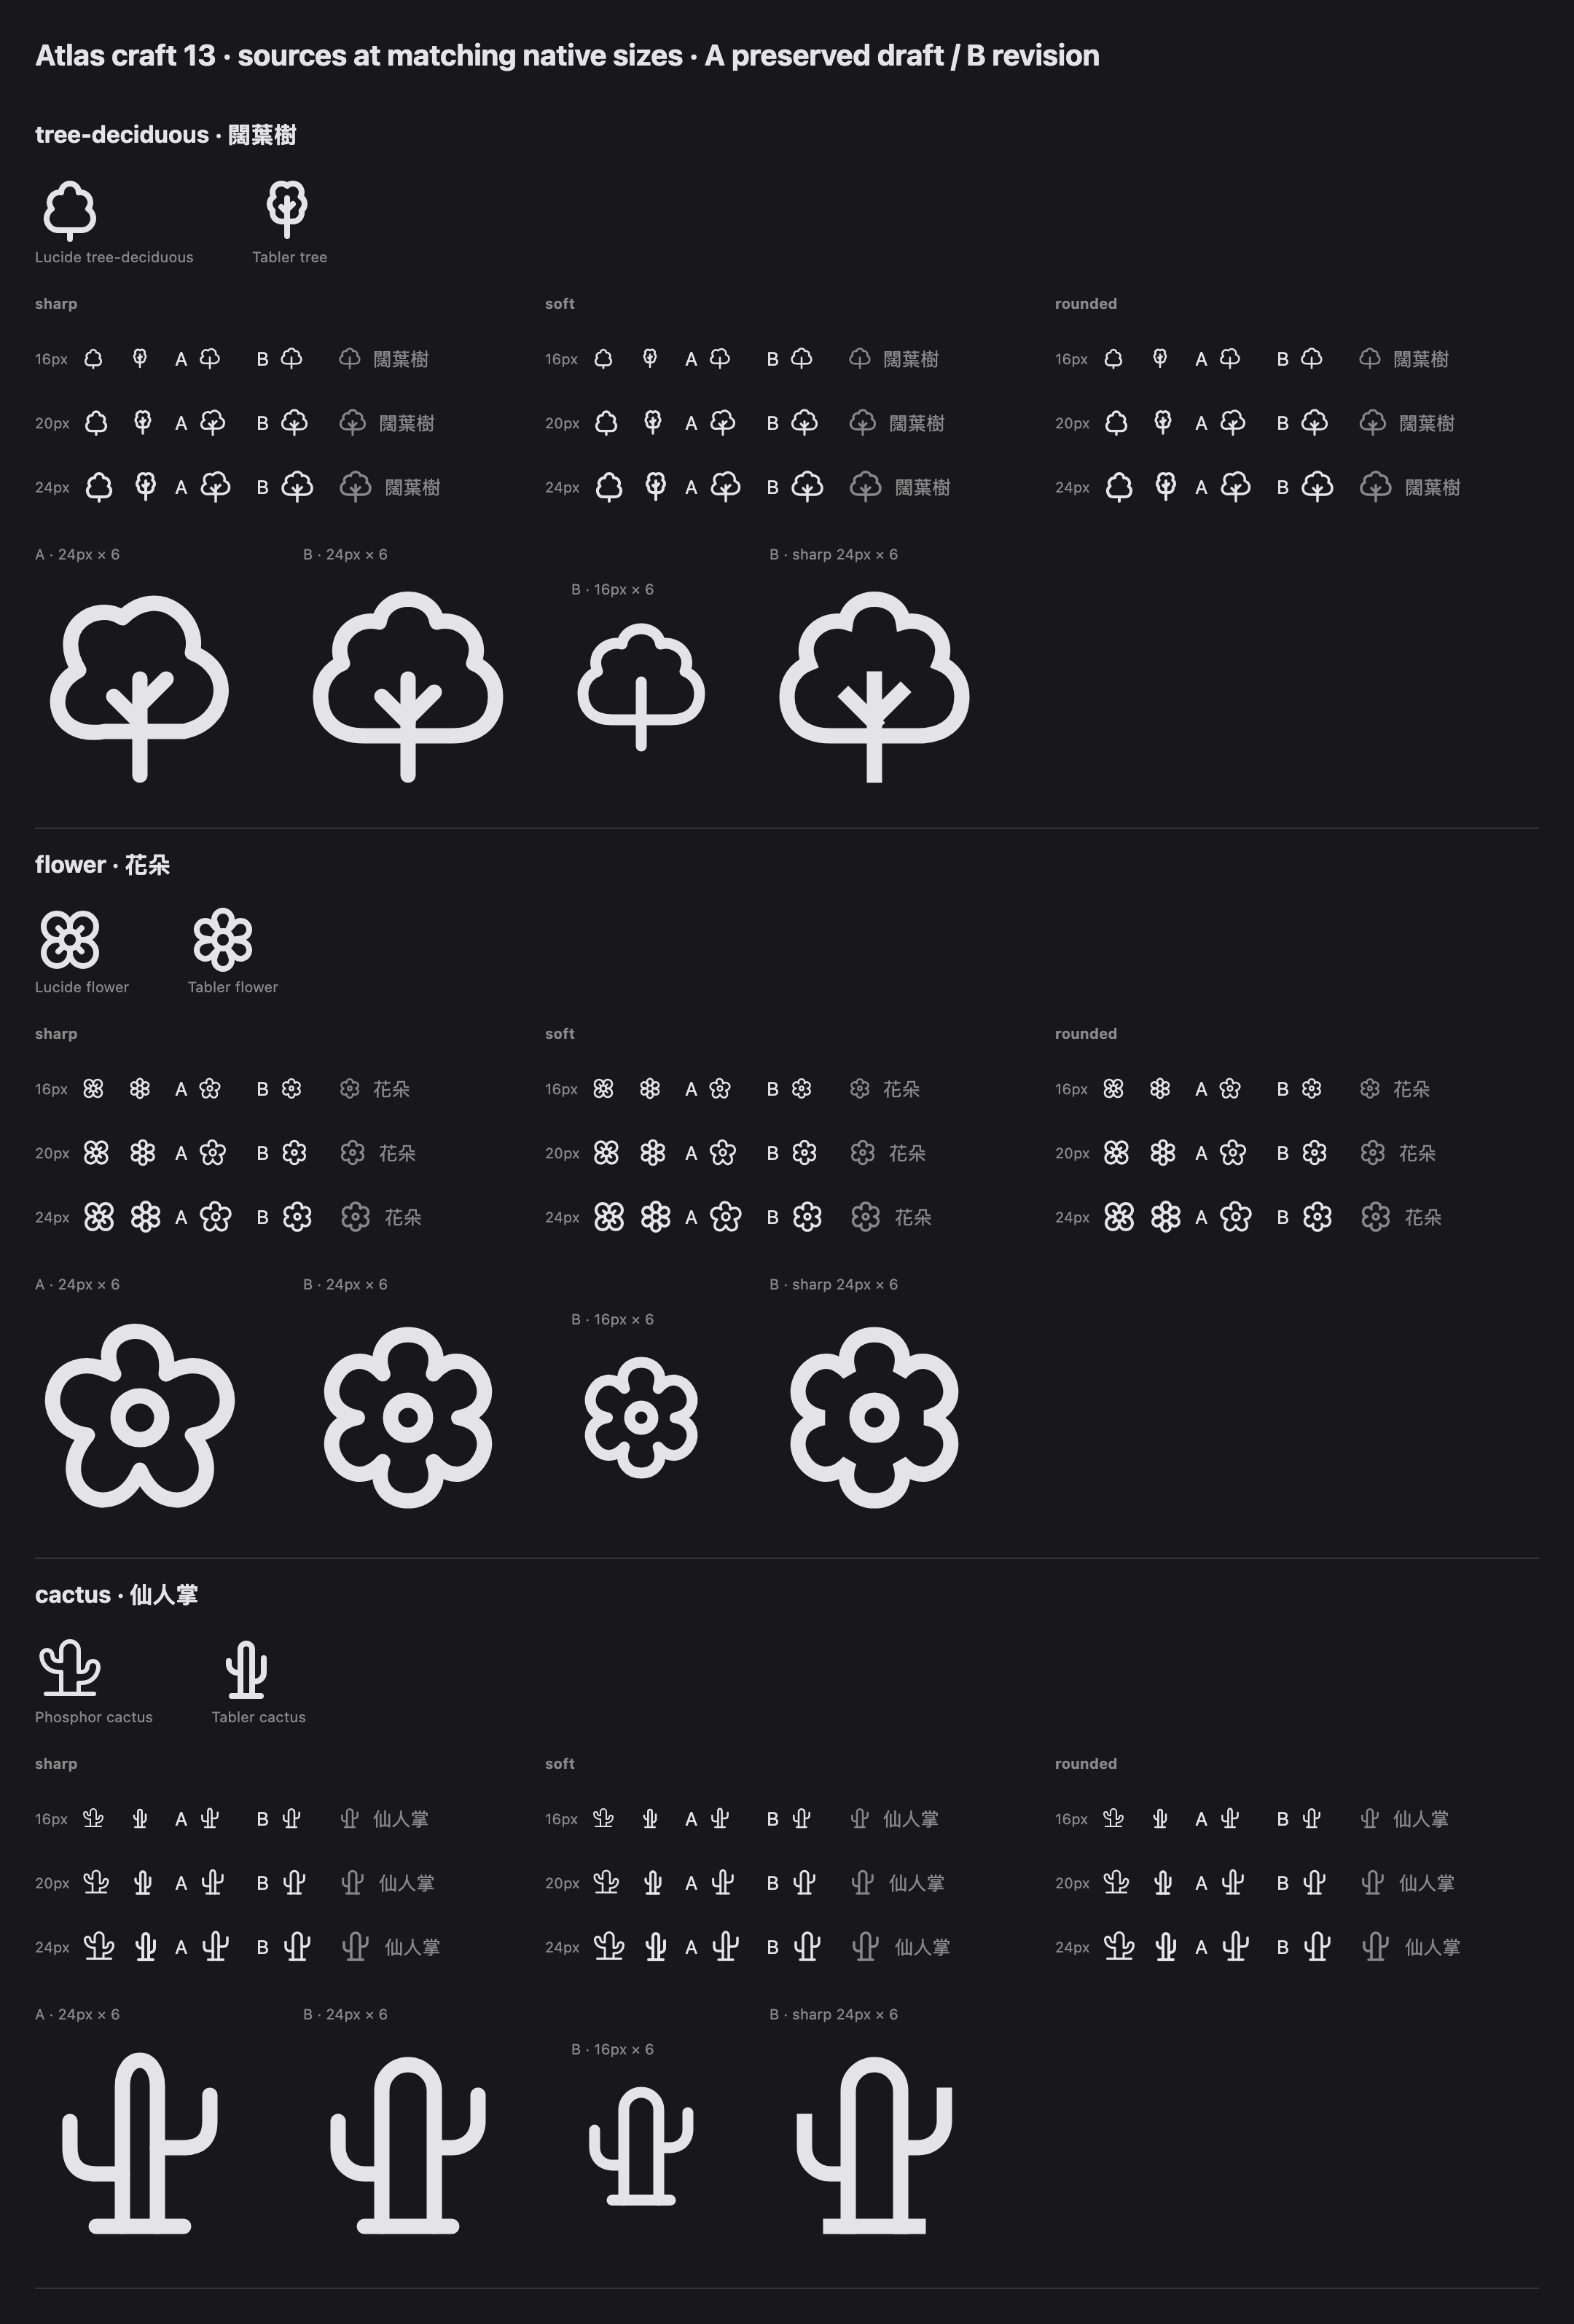 Atlas craft 13 · sources at matching native sizes · A preserved draft / B revision
tree-deciduous · 闊葉樹
Lucide tree-deciduous Tabler tree
sharp soft rounded
16px A B 闊葉樹 16px A B 闊葉樹 16px A B 闊葉樹
20px A B 闊葉樹 20px A B 闊葉樹 20px A B 闊葉樹
24px A B 闊葉樹 24px A B 闊葉樹 24px A B 闊葉樹
A · 24px × 6 B · 24px × 6 B · 16px × 6 B · sharp 24px × 6
flower · 花朵
Lucide flower Tabler flower
sharp soft rounded
16px A B 花朵 16px A B 花朵 16px A B 花朵
20px A B 花朵 20px A B 花朵 20px A B 花朵
24px A B 花朵 24px A B 花朵 24px A B 花朵
A · 24px × 6 B · 24px × 6 B · 16px × 6 B · sharp 24px × 6
cactus · 仙人掌
Phosphor cactus Tabler cactus
sharp soft rounded
16px A B 仙人掌 16px A B 仙人掌 16px A B 仙人掌
20px A B 仙人掌 20px A B 仙人掌 20px A B 仙人掌
24px A B 仙人掌 24px A B 仙人掌 24px A B 仙人掌
A · 24px × 6 B · 24px × 6 B · 16px × 6 B · sharp 24px × 6